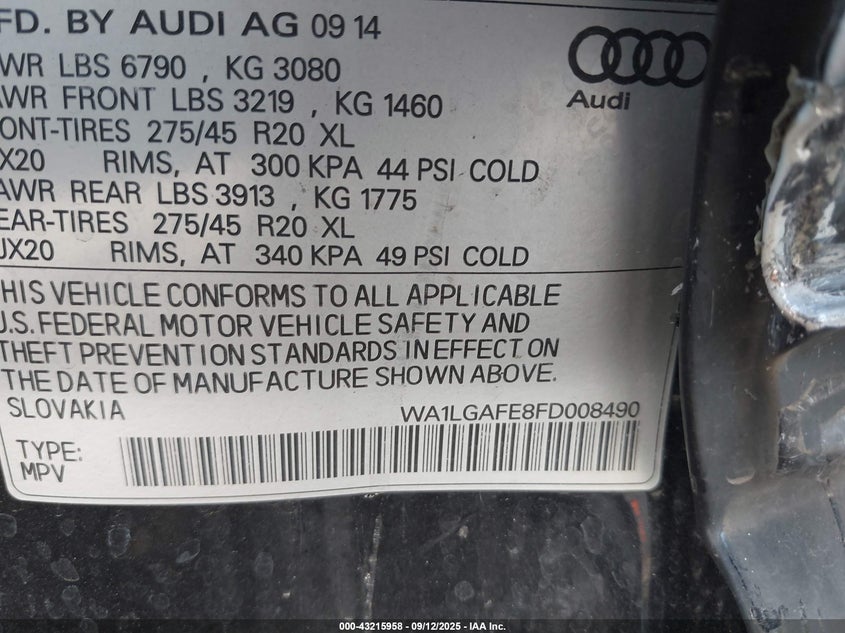 FD. BY AUDI AG 09 14
WR LBS 6790 , KG 3080
AWR FRONT LBS 3219 , KG 1460
ONT-TIRES 275/45 R20 XL
X20 RIMS, AT 300 KPA 44 PSI COLD
AWR REAR LBS 3913 , KG 1775
EAR-TIRES 275/45 R20 XL
JX20 RIMS, AT 340 KPA 49 PSI COLD
Audi
HIS VEHICLE CONFORMS TO ALL APPLICABLE
U.S. FEDERAL MOTOR VEHICLE SAFETY AND
THEFT PREVENTION STANDARDS IN EFFECT ON
THE DATE OF MANUFACTURE SHOWN ABOVE.
SLOVAKIA WA1LGAFE8FD008490
TYPE:
MPV
000-43215958 - 09/12/2025 - IAA Inc.